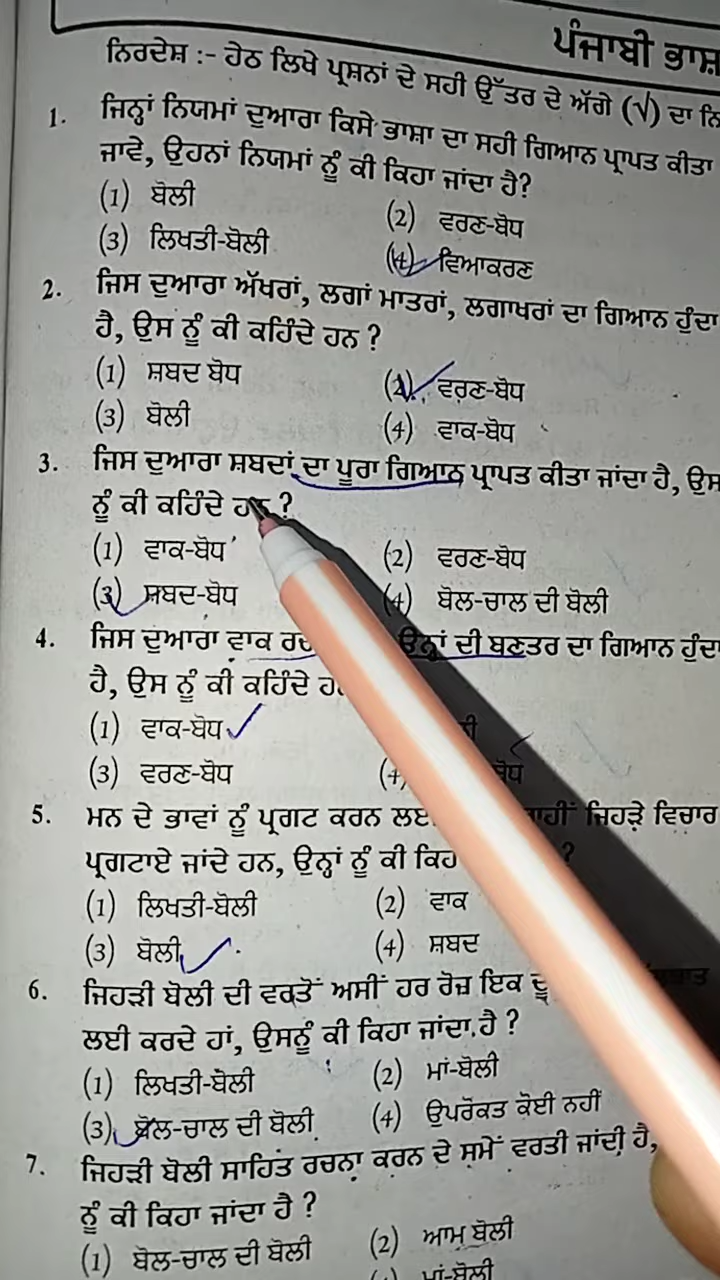 ਪੰਜਾਬੀ
ਨਿਰਦੇਸ਼ :- ਹੇਠ ਲਿਖੇ ਪ੍ਰਸ਼ਨਾਂ ਦੇ ਸਹੀ ਉੱਤਰ ਦੇ ਅੱਗੇ (√) ਦਾ
1. ਜਿਨ੍ਹਾਂ ਨਿਯਮਾਂ ਦੁਆਰਾ ਕਿਸੇ ਭਾਸ਼ਾ ਦਾ ਸਹੀ ਗਿਆਨ ਪ੍ਰਾਪਤ ਕੀਤਾ
ਜਾਵੇ, ਉਹਨਾਂ ਨਿਯਮਾਂ ਨੂੰ ਕੀ ਕਿਹਾ ਜਾਂਦਾ ਹੈ?
(1) ਬੋਲੀ (2) ਵਰਣ-ਬੋਧ
(3) ਲਿਖਤੀ-ਬੋਲੀ (4) ਵਿਆਕਰਣ
2. ਜਿਸ ਦੁਆਰਾ ਅੱਖਰਾਂ, ਲਗਾਂ ਮਾਤਰਾਂ, ਲਗਾਖਰਾਂ ਦਾ ਗਿਆਨ ਹੁੰਦਾ
ਹੈ, ਉਸ ਨੂੰ ਕੀ ਕਹਿੰਦੇ ਹਨ ?
(1) ਸ਼ਬਦ ਬੋਧ (2) ਵਰਣ-ਬੋਧ
(3) ਬੋਲੀ (4) ਵਾਕ-ਬੋਧ
3. ਜਿਸ ਦੁਆਰਾ ਸ਼ਬਦਾਂ ਦਾ ਪੂਰਾ ਗਿਆਨ ਪ੍ਰਾਪਤ ਕੀਤਾ ਜਾਂਦਾ ਹੈ, ਉਸ
ਨੂੰ ਕੀ ਕਹਿੰਦੇ ਹਨ ?
(1) ਵਾਕ-ਬੋਧ (2) ਵਰਣ-ਬੋਧ
(3) ਸ਼ਬਦ-ਬੋਧ (4) ਬੋਲ-ਚਾਲ ਦੀ ਬੋਲੀ
4. ਜਿਸ ਦੁਆਰਾ ਵਾਕ ਉਨ੍ਹਾਂ ਦੀ ਬਣਤਰ ਦਾ ਗਿਆਨ ਹੁੰਦਾ
ਹੈ, ਉਸ ਨੂੰ ਕੀ ਕਹਿੰਦੇ
(1) ਵਾਕ-ਬੋਧ
(3) ਵਰਣ-ਬੋਧ (4) ਬੋਧ
5. ਮਨ ਦੇ ਭਾਵਾਂ ਨੂੰ ਪ੍ਰਗਟ ਕਰਨ ਲਈ ਜਿਹੜੇ ਵਿਚਾਰ
ਪ੍ਰਗਟਾਏ ਜਾਂਦੇ ਹਨ, ਉਨ੍ਹਾਂ ਨੂੰ ਕੀ ?
(1) ਲਿਖਤੀ-ਬੋਲੀ (2) ਵਾਕ
(3) ਬੋਲੀ (4) ਸ਼ਬਦ
6. ਜਿਹੜੀ ਬੋਲੀ ਦੀ ਵਰਤੋਂ ਅਸੀਂ ਹਰ ਰੋਜ਼ ਇਕ
ਲਈ ਕਰਦੇ ਹਾਂ, ਉਸਨੂੰ ਕੀ ਕਿਹਾ ਜਾਂਦਾ ਹੈ ?
(1) ਲਿਖਤੀ-ਬੋਲੀ (2) ਮਾਂ-ਬੋਲੀ
(3) ਬੋਲ-ਚਾਲ ਦੀ ਬੋਲੀ (4) ਉਪਰੋਕਤ ਕੋਈ ਨਹੀਂ
7. ਜਿਹੜੀ ਬੋਲੀ ਸਾਹਿਤ ਰਚਨਾ ਕਰਨ ਦੇ ਸਮੇਂ ਵਰਤੀ ਜਾਂਦੀ ਹੈ,
ਨੂੰ ਕੀ ਕਿਹਾ ਜਾਂਦਾ ਹੈ ?
(1) ਬੋਲ-ਚਾਲ ਦੀ ਬੋਲੀ (2) ਆਮ ਬੋਲੀ
ਮਾਂ-ਬੋਲੀ